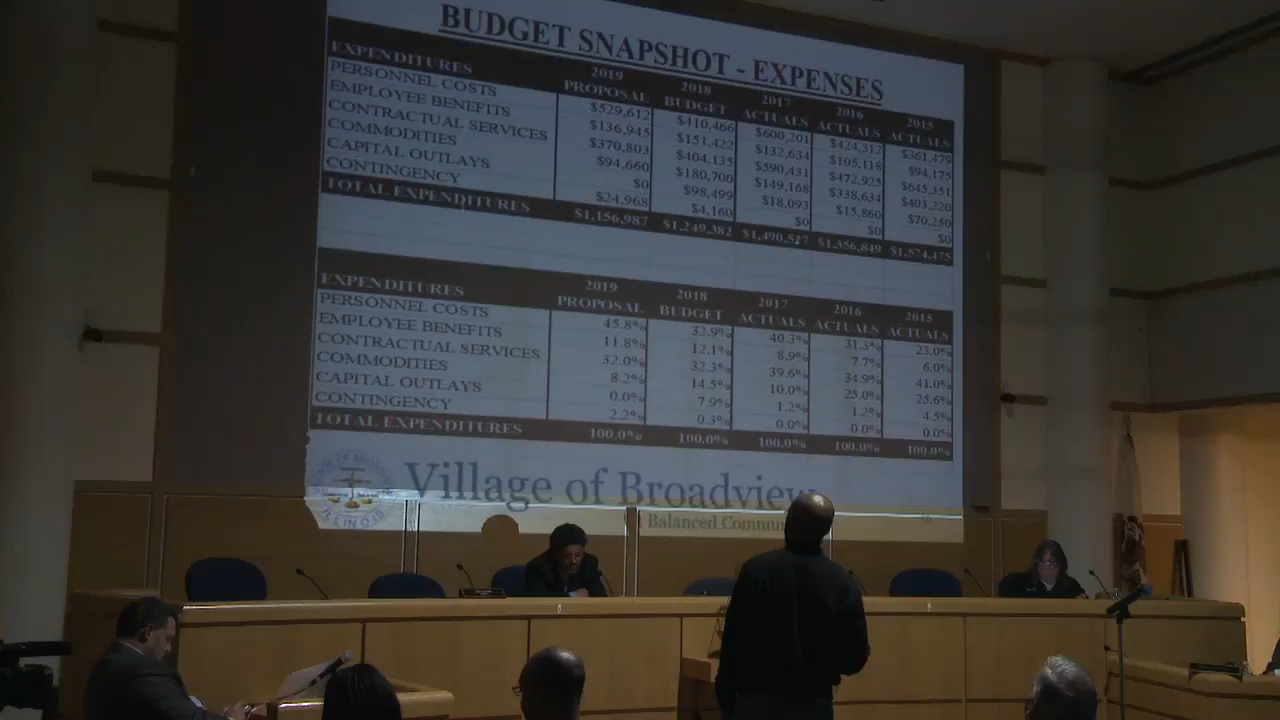 BUDGET SNAPSHOT - EXPENSES
EXPENDITURES 2019 PROPOSAL 2018 BUDGET 2017 ACTUALS 2016 ACTUALS 2015 ACTUALS
PERSONNEL COSTS $529,612 $410,466 $600,201 $424,312 $361,479
EMPLOYEE BENEFITS $136,945 $151,422 $132,634 $105,118 $94,175
CONTRACTUAL SERVICES $370,803 $404,135 $590,431 $472,925 $645,351
COMMODITIES $94,660 $180,700 $149,168 $338,634 $403,220
CAPITAL OUTLAYS $0 $98,499 $18,093 $15,860 $70,250
CONTINGENCY $24,968 $4,160 $0 $0 $0
TOTAL EXPENDITURES $1,156,987 $1,249,382 $1,490,527 $1,356,849 $1,574,475
EXPENDITURES 2019 PROPOSAL 2018 BUDGET 2017 ACTUALS 2016 ACTUALS 2015 ACTUALS
PERSONNEL COSTS 45.8% 32.9% 40.3% 31.3% 23.0%
EMPLOYEE BENEFITS 11.8% 12.1% 8.9% 7.7% 6.0%
CONTRACTUAL SERVICES 32.0% 32.3% 39.6% 34.9% 41.0%
COMMODITIES 8.2% 14.5% 10.0% 25.0% 25.6%
CAPITAL OUTLAYS 0.0% 7.9% 1.2% 1.2% 4.5%
CONTINGENCY 2.2% 0.3% 0.0% 0.0% 0.0%
TOTAL EXPENDITURES 100.0% 100.0% 100.0% 100.0% 100.0%
ILLINOIS
Village of Broadview
Balanced Commu